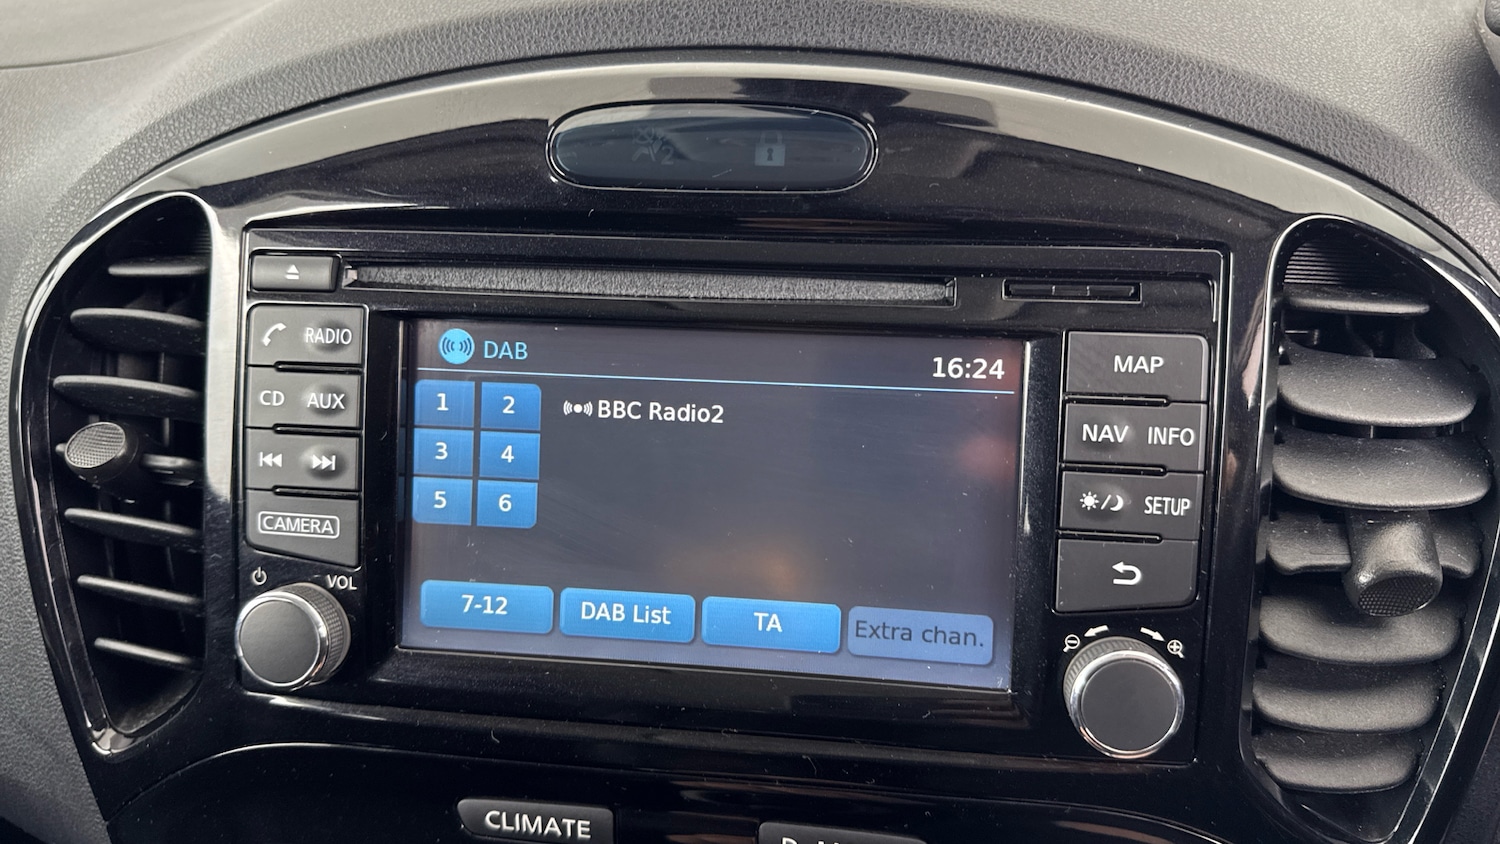 2
RADIO
CD AUX
CAMERA
VOL
DAB
16:24
1 2
3 4
5 6
BBC Radio2
7-12
DAB List
TA
Extra chan.
MAP
NAV INFO
SETUP
CLIMATE